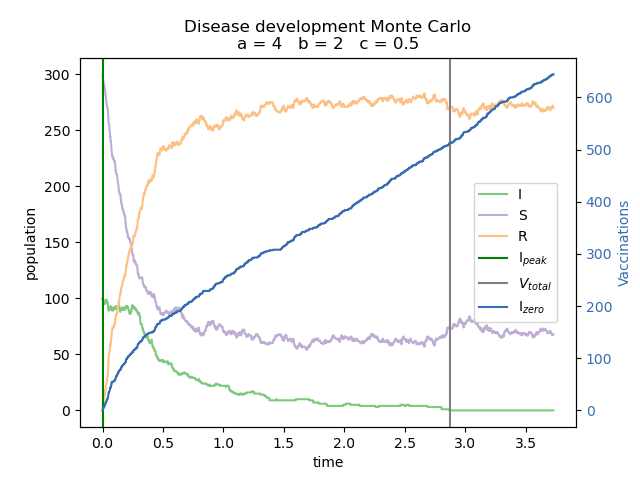 Disease development Monte Carlo
a = 4 b = 2 c = 0.5
300
250
200
150
100
50
0
population
0.0 0.5 1.0 1.5 2.0 2.5 3.0 3.5
time
600
500
400
300
200
100
0
Vaccinations
I
S
R
I_peak
V_total
I_zero